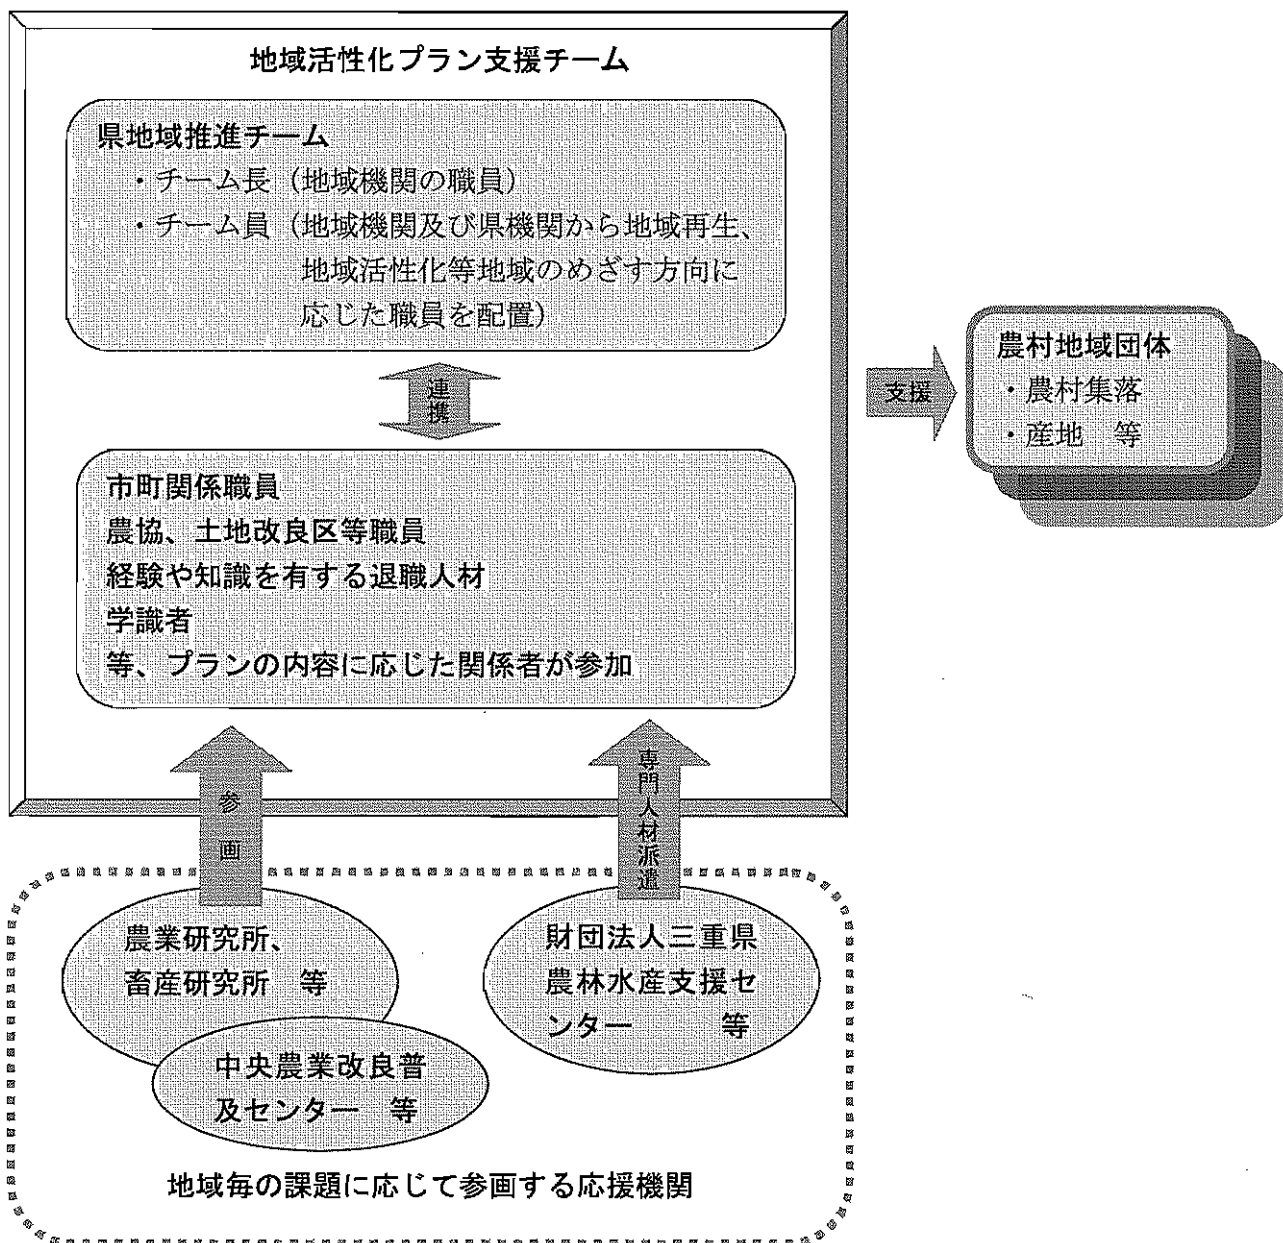 地域活性化プラン支援チーム
県地域推進チーム
・チーム長（地域機関の職員）
・チーム員（地域機関及び県機関から地域再生、
地域活性化等地域のめざす方向に
応じた職員を配置）
連携
市町関係職員
農協、土地改良区等職員
経験や知識を有する退職人材
学識者
等、プランの内容に応じた関係者が参加
支援
農村地域団体
・農村集落
・産地　等
参画
専門人材派遣
農業研究所、
畜産研究所　等
中央農業改良普
及センター　等
財団法人三重県
農林水産支援セ
ンター　　　等
地域毎の課題に応じて参画する応援機関